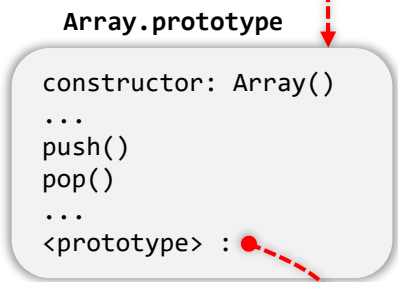 Array.prototype
constructor: Array()
...
push()
pop()
...
<prototype> :